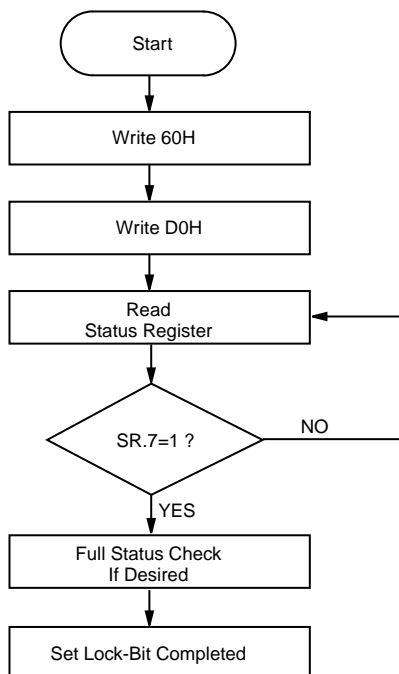 Start
Write 60H
Write D0H
Read
Status Register
SR.7=1 ?
NO
YES
Full Status Check
If Desired
Set Lock-Bit Completed